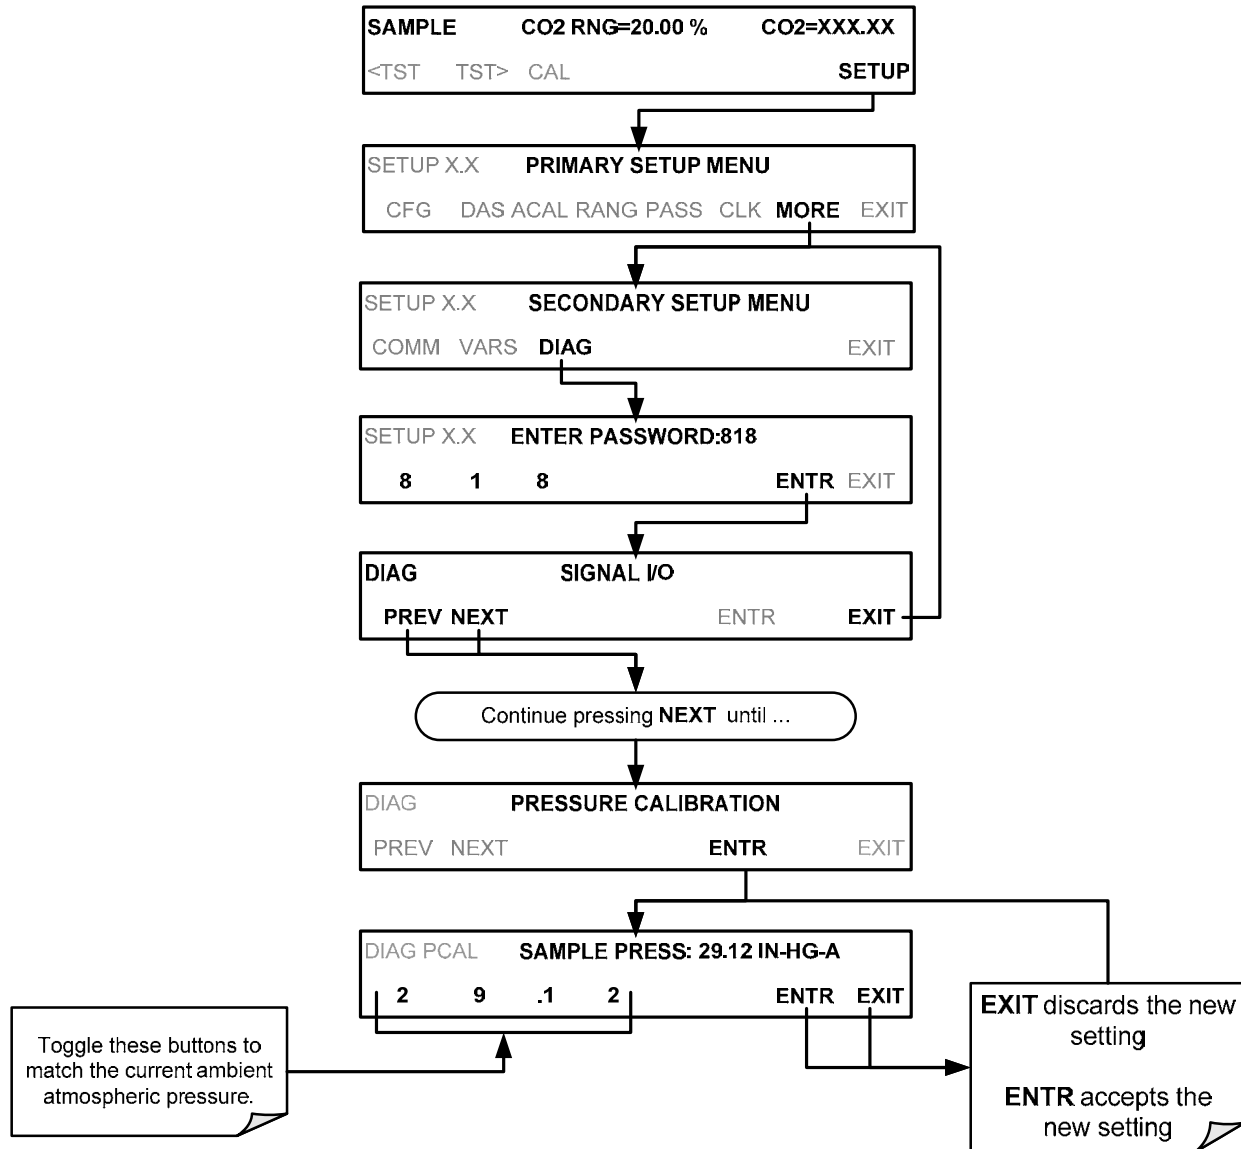 SAMPLE CO2 RNG=20.00 % CO2=XXX.XX
<TST TST> CAL SETUP
SETUP X.X PRIMARY SETUP MENU
CFG DAS ACAL RANG PASS CLK MORE EXIT
SETUP X.X SECONDARY SETUP MENU
COMM VARS DIAG EXIT
SETUP X.X ENTER PASSWORD:818
8 1 8 ENTR EXIT
DIAG SIGNAL I/O
PREV NEXT ENTR EXIT
Continue pressing NEXT until ...
DIAG PRESSURE CALIBRATION
PREV NEXT ENTR EXIT
DIAG PCAL SAMPLE PRESS: 29.12 IN-HG-A
2 9 .1 2 ENTR EXIT
Toggle these buttons to
match the current ambient
atmospheric pressure.
EXIT discards the new
setting
ENTR accepts the
new setting